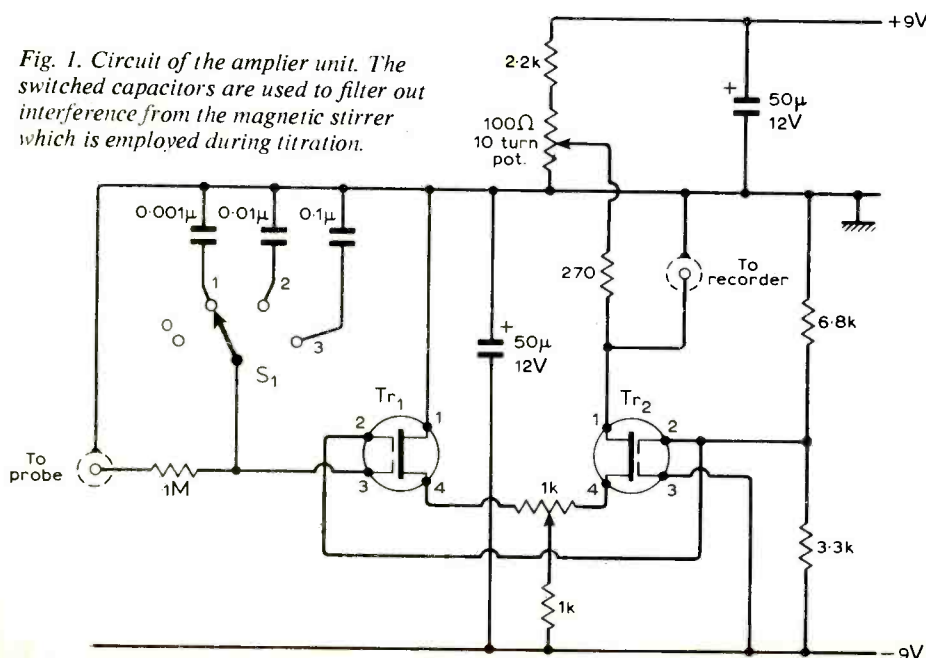 Fig. 1. Circuit of the amplier unit. The
switched capacitors are used to filter out
interference from the magnetic stirrer
which is employed during titration.
+9V
2·2k
100Ω
10 turn
pot.
+
50μ
12V
0·001μ
0·01μ
0·1μ
1
2
3
S1
270
To
recorder
6·8k
+
50μ
12V
Tr1
2
1
3
4
Tr2
1
2
4
3
To
probe
1M
1k
3·3k
1k
-9V